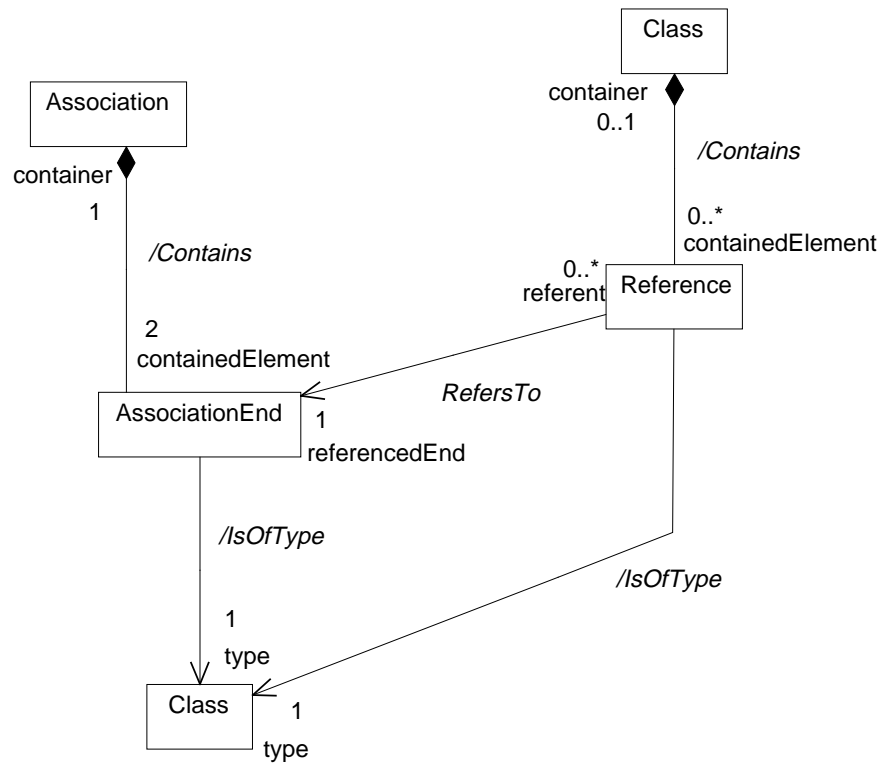 Class
Association
container
0..1
/Contains
container
1
/Contains
0..*
containedElement
0..*
referent
Reference
2
containedElement
RefersTo
AssociationEnd
1
referencedEnd
/IsOfType
/IsOfType
1
type
Class
1
type